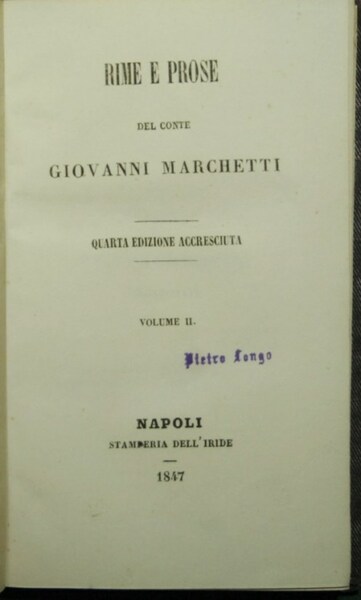 RIME E PROSE
DEL CONTE
GIOVANNI MARCHETTI
QUARTA EDIZIONE ACCRESCIUTA
VOLUME II.
Pietro Longo
NAPOLI
STAMPERIA DELL'IRIDE
1847